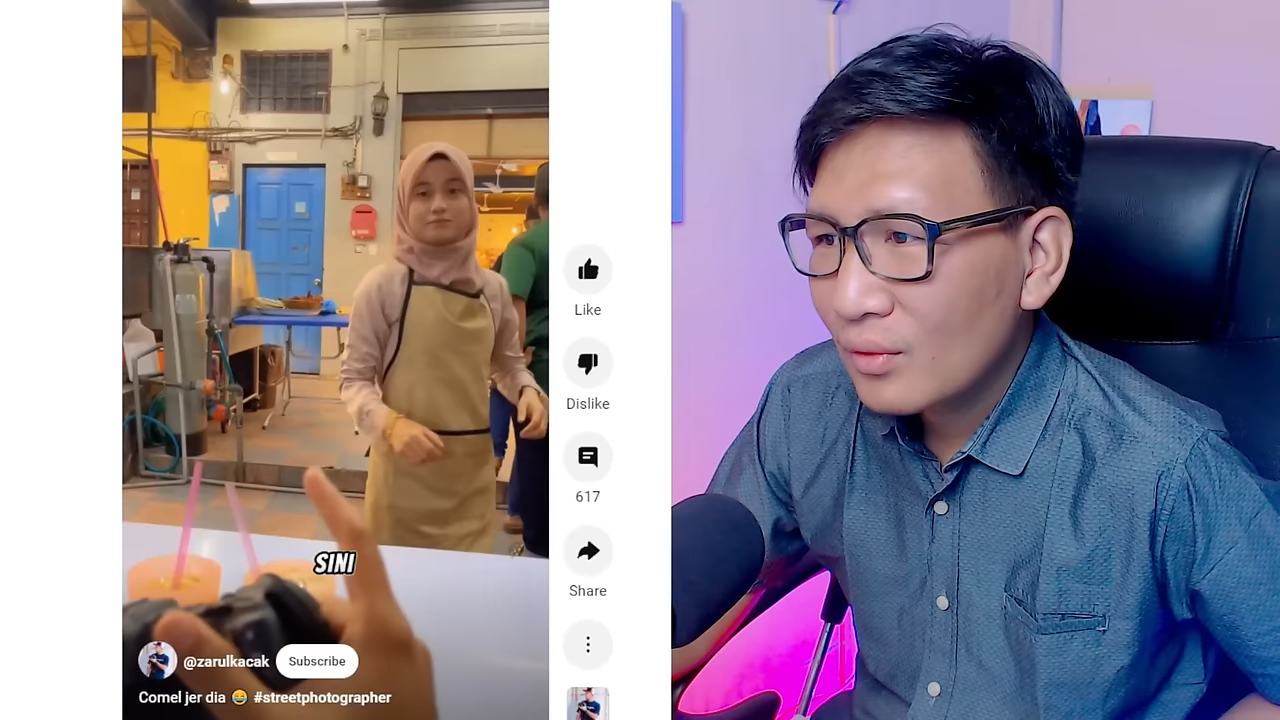 Like
Dislike
617
Share
SINI
@zarulkacak
Subscribe
Comel jer dia 😂 #streetphotographer